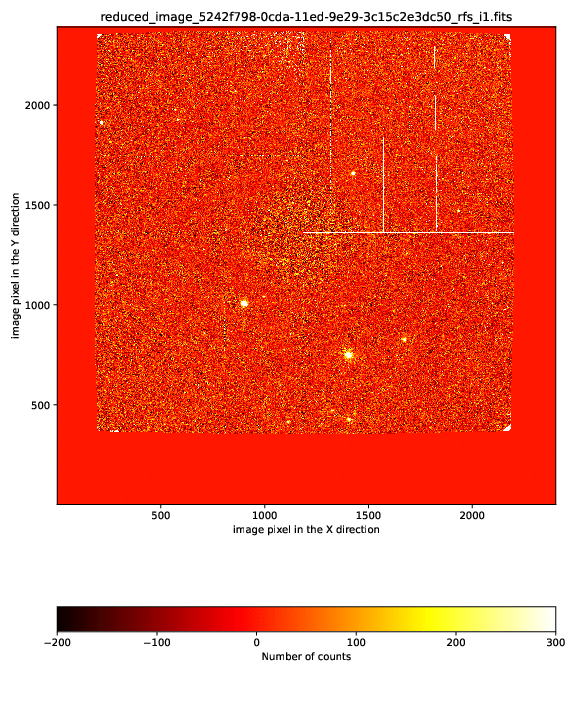 reduced_image_5242f798-0cda-11ed-9e29-3c15c2e3dc50_rfs_i1.fits
2000
1500
1000
500
image pixel in the Y direction
500 1000 1500 2000
image pixel in the X direction
−200 −100 0 100 200 300
Number of counts